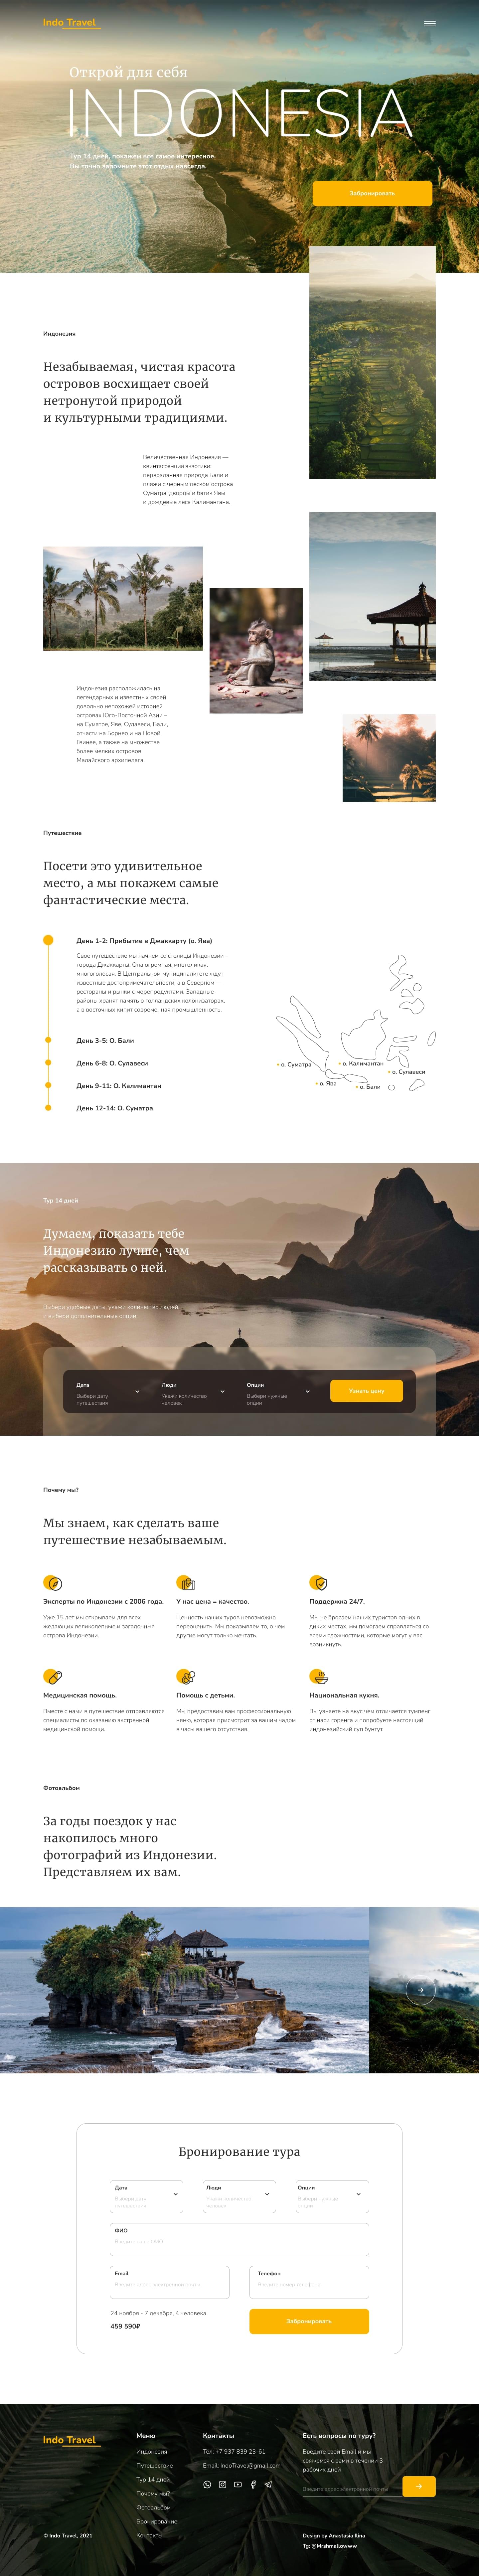 Indo Travel
Открой для себя
INDONESIA
Тур 14 дней, покажем все самое интересное.
Вы точно запомните этот отдых навсегда.
Забронировать
Индонезия
Незабываемая, чистая красота
островов восхищает своей
нетронутой природой
и культурными традициями.
Величественная Индонезия —
квинтэссенция экзотики:
первозданная природа Бали и
пляжи с черным песком острова
Суматра, дворцы и батик Явы
и дождевые леса Калимантана.
Индонезия расположилась на
легендарных и известных своей
довольно непохожей историей
островах Юго-Восточной Азии –
на Суматре, Яве, Сулавеси, Бали,
отчасти на Борнео и на Новой
Гвинее, а также на множестве
более мелких островов
Малайского архипелага.
Путешествие
Посети это удивительное
место, а мы покажем самые
фантастические места.
День 1-2: Прибытие в Джаккарту (о. Ява)
Свое путешествие мы начнем со столицы Индонезии –
города Джаккарты. Она огромная, многоликая,
многоголосая. В Центральном муниципалитете ждут
известные достопримечательности, а в Северном —
рестораны и рынки с морепродуктами. Западные
районы хранят память о голландских колонизаторах,
а в восточных кипит современная промышленность.
День 3-5: О. Бали
День 6-8: О. Сулавеси
День 9-11: О. Калимантан
День 12-14: О. Суматра
о. Суматра
о. Калимантан
о. Сулавеси
о. Ява
о. Бали
Тур 14 дней
Думаем, показать тебе
Индонезию лучше, чем
рассказывать о ней.
Выбери удобные даты, укажи количество людей,
и выбери дополнительные опции.
Дата
Выбери дату
путешествия
Люди
Укажи количество
человек
Опции
Выбери нужные
опции
Узнать цену
Почему мы?
Мы знаем, как сделать ваше
путешествие незабываемым.
Эксперты по Индонезии с 2006 года.
Уже 15 лет мы открываем для всех
желающих великолепные и загадочные
острова Индонезии.
У нас цена = качество.
Ценность наших туров невозможно
переоценить. Мы показываем то, о чем
другие могут только мечтать.
Поддержка 24/7.
Мы не бросаем наших туристов одних в
диких местах, мы помогаем справляться со
всеми сложностями, которые могут у вас
возникнуть.
Медицинская помощь.
Вместе с нами в путешествие отправляются
специалисты по оказанию экстренной
медицинской помощи.
Помощь с детьми.
Мы предоставим вам профессиональную
няню, которая присмотрит за вашим чадом
в часы вашего отсутствия.
Национальная кухня.
Вы узнаете на вкус чем отличается тумпенг
от наси горенга и попробуете настоящий
индонезийский суп бунтут.
Фотоальбом
За годы поездок у нас
накопилось много
фотографий из Индонезии.
Представляем их вам.
Бронирование тура
Дата
Выбери дату
путешествия
Люди
Укажи количество
человек
Опции
Выбери нужные
опции
ФИО
Введите ваше ФИО
Email
Введите адрес электронной почты
Телефон
Введите номер телефона
24 ноября - 7 декабря, 4 человека
459 590₽
Забронировать
Indo Travel
Меню
Индонезия
Путешествие
Тур 14 дней
Почему мы?
Фотоальбом
Бронирование
Контакты
Контакты
Тел: +7 937 839 23-61
Email: IndoTravel@gmail.com
Есть вопросы по туру?
Введите свой Email и мы
свяжемся с вами в течении 3
рабочих дней
Введите адрес электронной почты
© Indo Travel, 2021
Design by Anastasia Ilina
Tg: @Mrshmallowww